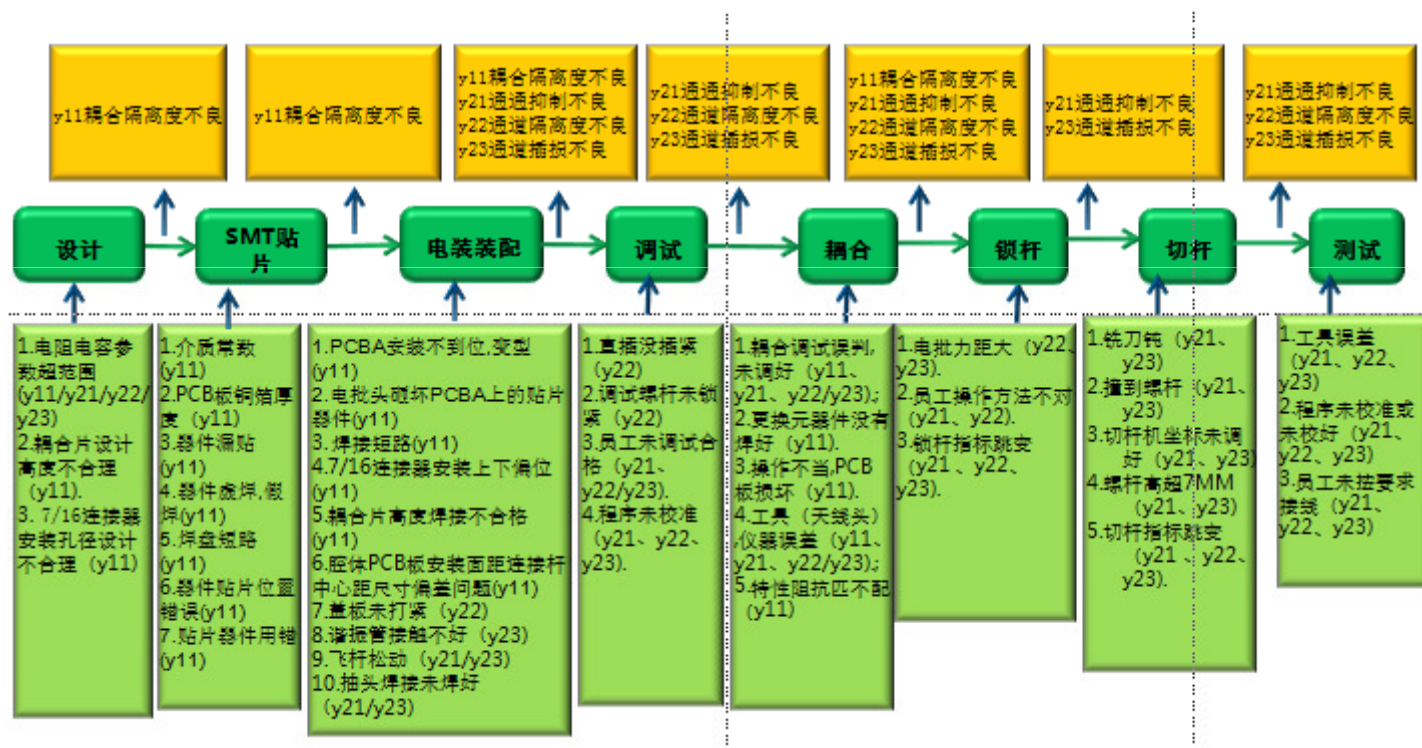 y11耦合隔离度不良
y11耦合隔离度不良
y11耦合隔离度不良
y21通通抑制不良
y22通道隔离度不良
y23通道插损不良
y21通通抑制不良
y22通道隔离度不良
y23通道插损不良
y11耦合隔离度不良
y21通通抑制不良
y22通道隔离度不良
y23通道插损不良
y21通通抑制不良
y23通道插损不良
y21通通抑制不良
y22通道隔离度不良
y23通道插损不良
设计
SMT贴
片
电装装配
调试
耦合
锁杆
切杆
测试
1.电阻电容参
数超范围
(y11/y21/y22/
y23)
2.耦合片设计
高度不合理
（y11).
3. 7/16连接器
安装孔径设计
不合理（y11)
1.介质常数
(y11)
2.PCB板铜箔厚
度（y11)
3.器件漏贴
(y11)
4.器件虚焊,假
焊(y11)
5.焊盘短路
(y11)
6.器件贴片位置
错误(y11)
7.贴片器件用错
(y11)
1.PCBA安装不到位,变型
(y11)
2.电批头碰坏PCBA上的贴片
器件(y11)
3. 焊接短路(y11)
4.7/16连接器安装上下偏位
(y11)
5.耦合片高度焊接不合格
(y11)
6.腔体PCB板安装面距连接杆
中心距尺寸偏差问题(y11)
7.盖板未打紧（y22)
8.谐振管接触不好（y23)
9.飞杆松动（y21/y23)
10.抽头焊接未焊好
（y21/y23)
1.直插没插紧
(y22)
2.调试螺杆未锁
紧（y22)
3.员工未调试合
格（y21、
y22/y23).
4.程序未校准
（y21、y22、
y23).
1.耦合调试误判,
未调好（y11、
y21、y22/y23);
2.更换元器件没有
焊好（y11).
3.操作不当,PCB
板损坏（y11).
4.工具（天线头）
,仪器误差（y11、
y21、y22/y23);
5.特性阻抗匹不配
(y11)
1.电批力距大（y22、
y23).
2.员工操作方法不对
（y21、y22).
3.锁杆指标跳变
（y21 、y22、
y23).
1.铣刀钝（y21、
y23)
2.撞到螺杆（y21、
y23)
3.切杆机坐标未调
好（y21、y23)
4.螺杆高超7MM
（y21、y23)
5.切杆指标跳变
（y21 、y22、
y23).
1.工具误差
（y21、y22、
y23)
2.程序未校准或
未校好（y21、
y22、y23)
3.员工未按要求
接线（y21、
y22、y23)